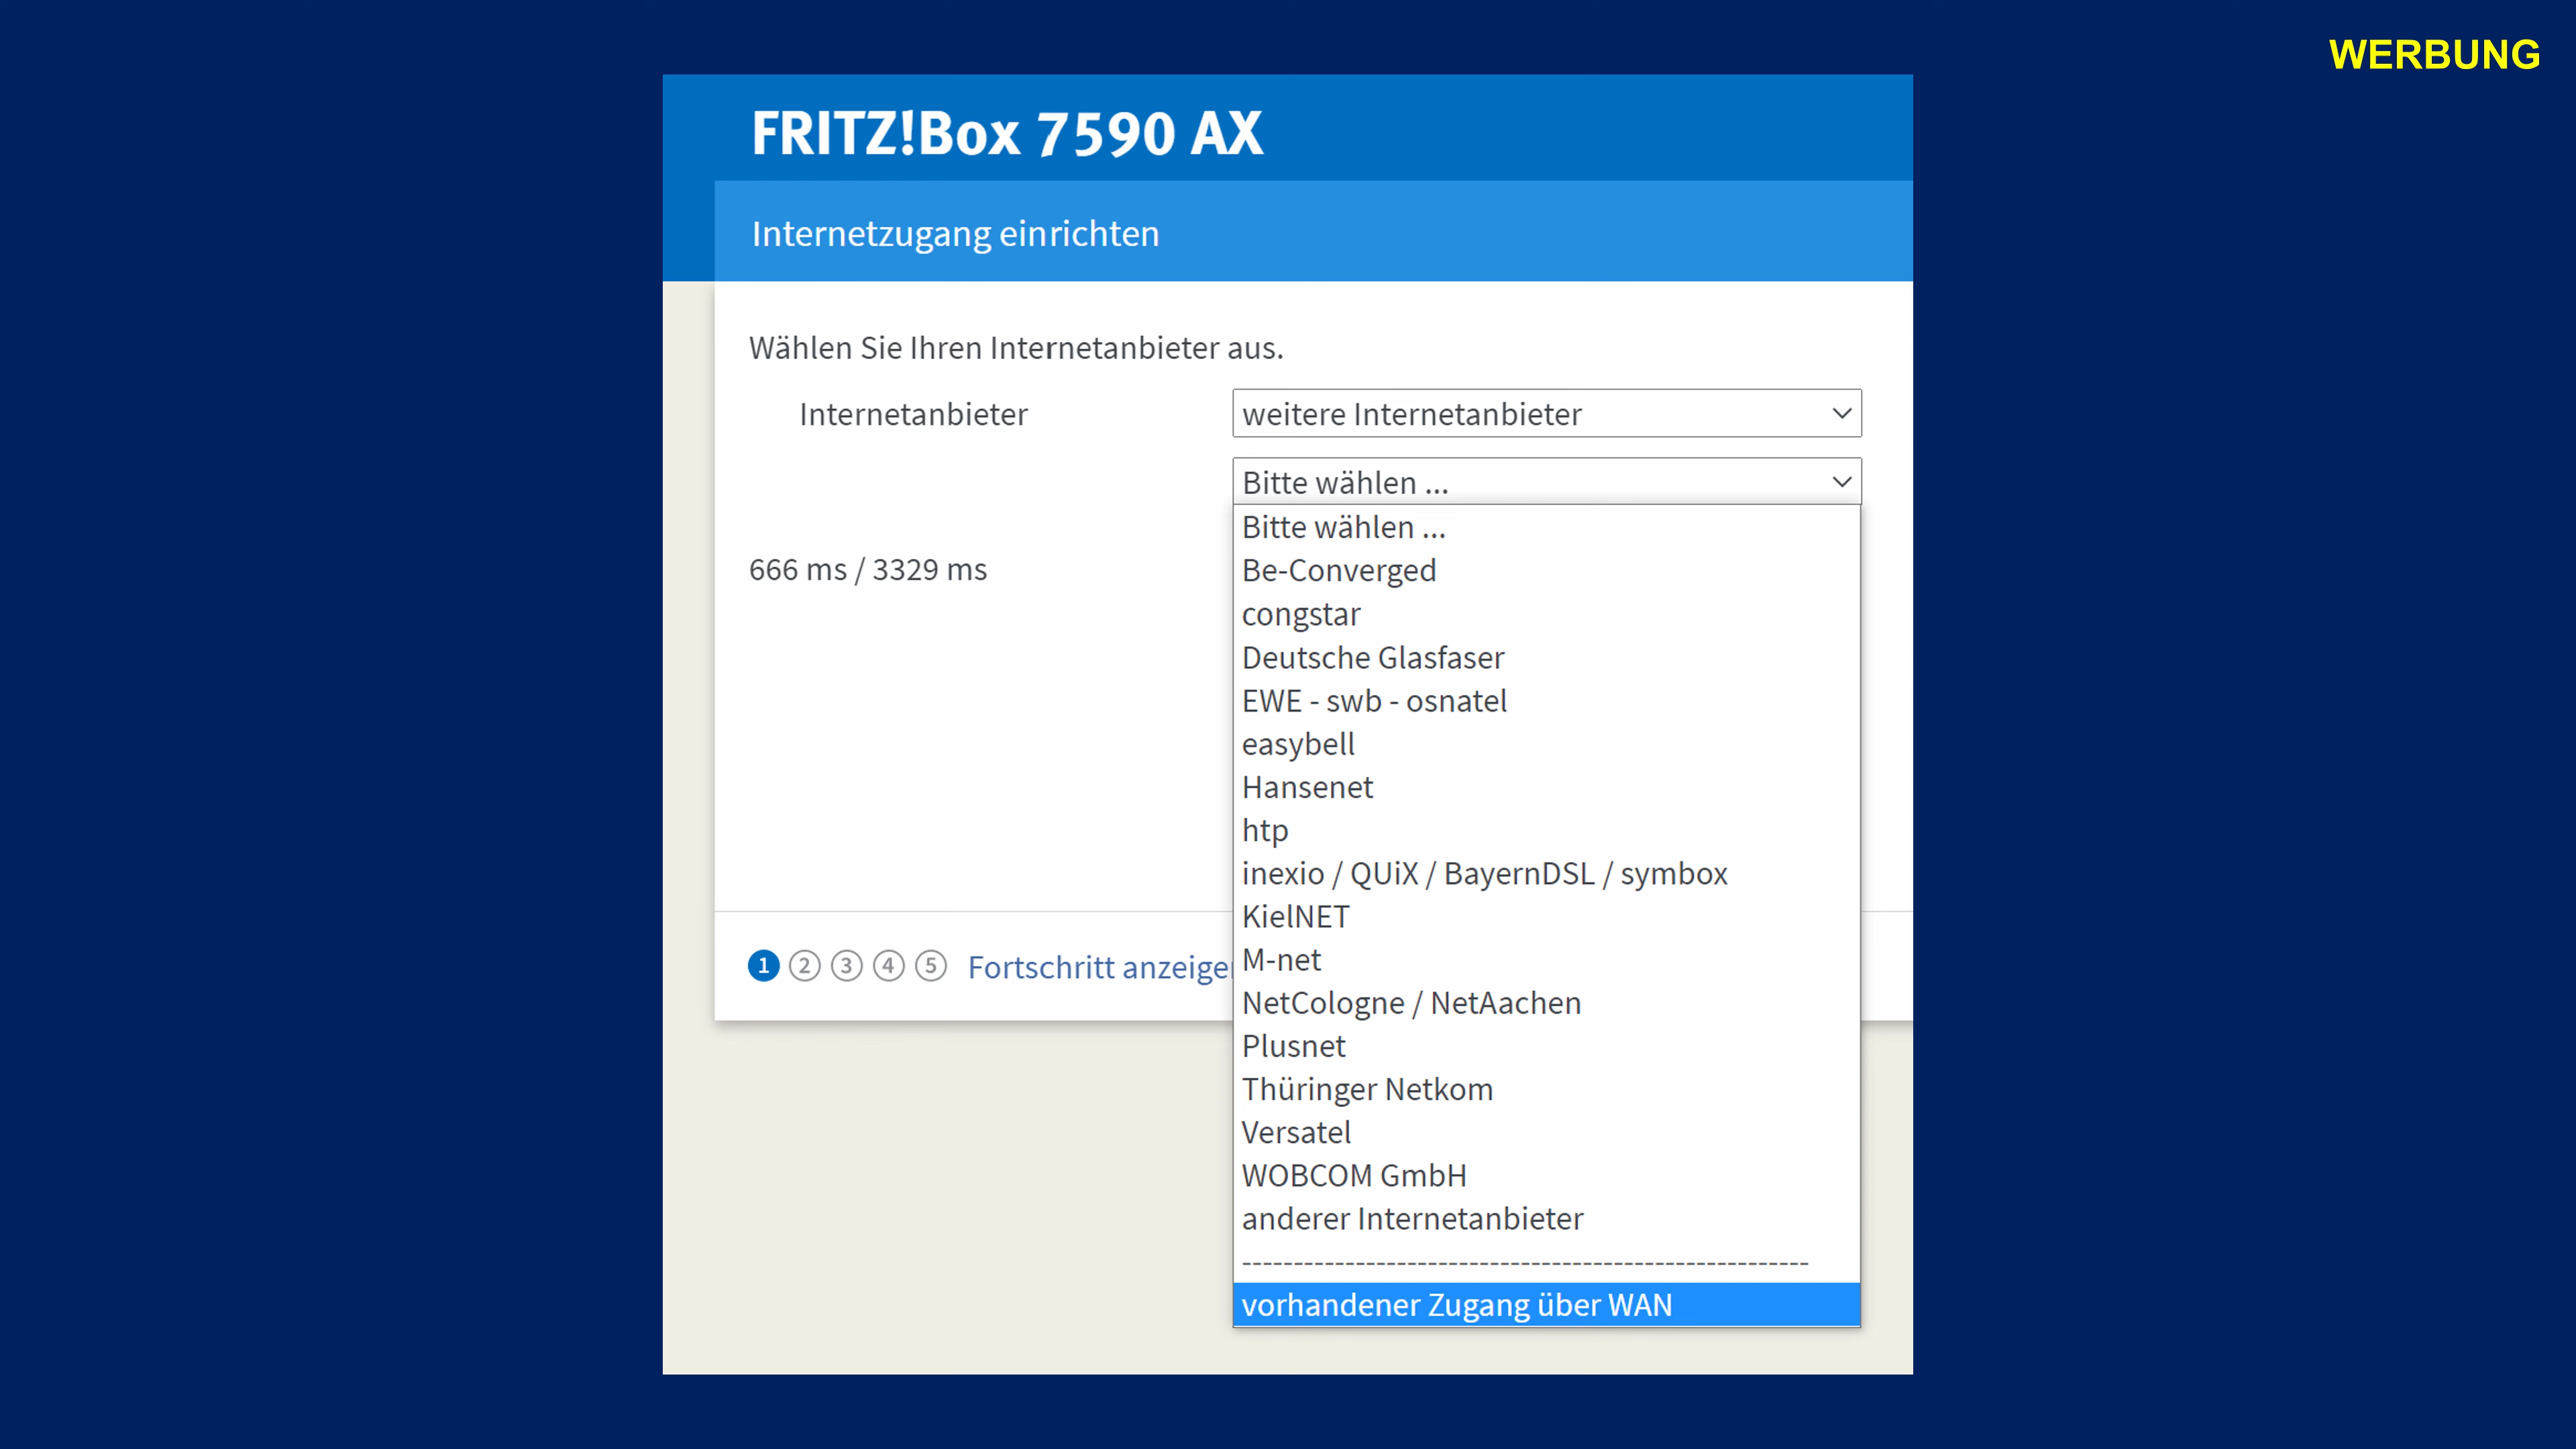 WERBUNG
FRITZ!Box 7590 AX
Internetzugang einrichten
Wählen Sie Ihren Internetanbieter aus.
Internetanbieter
weitere Internetanbieter
Bitte wählen ...
Bitte wählen ...
Be-Converged
666 ms / 3329 ms
congstar
Deutsche Glasfaser
EWE - swb - osnatel
easybell
Hansenet
htp
inexio / QUiX / BayernDSL / symbox
KielNET
M-net
1 2 3 4 5 Fortschritt anzeige
NetCologne / NetAachen
Plusnet
Thüringer Netkom
Versatel
WOBCOM GmbH
anderer Internetanbieter
-------------------------------------------------------
vorhandener Zugang über WAN